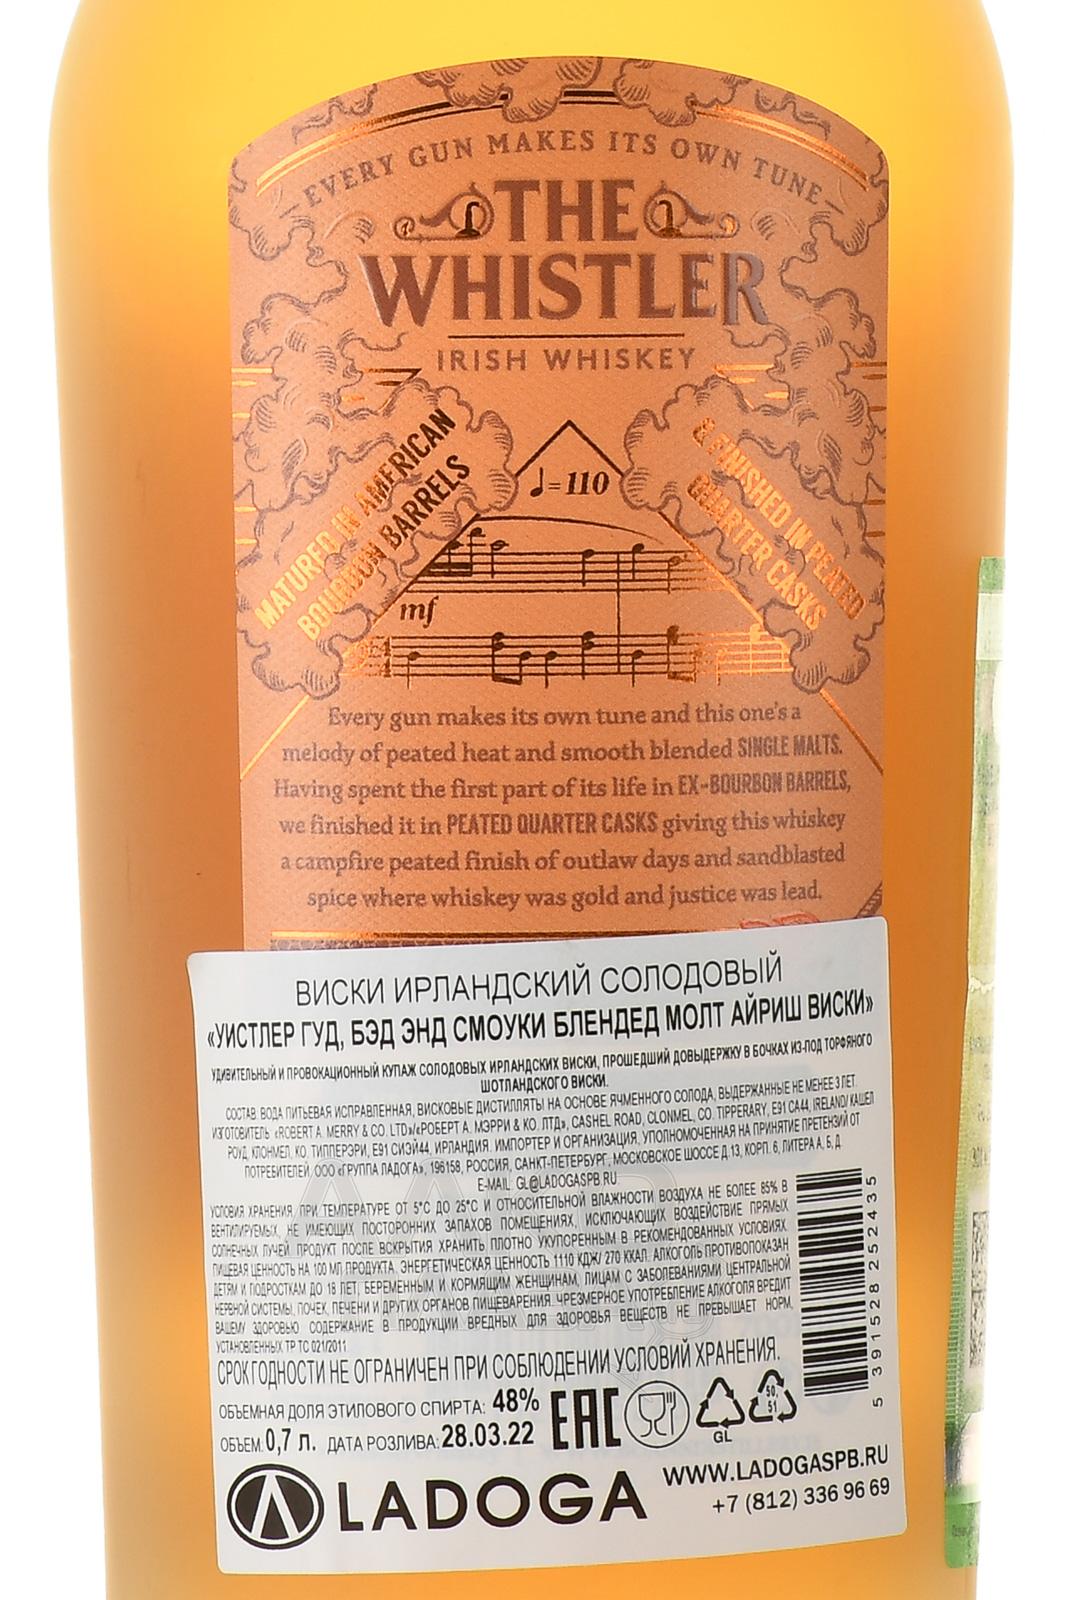 EVERY GUN MAKES ITS OWN TUNE
THE
WHISTLER
IRISH WHISKEY
MATURED IN AMERICAN
BOURBON BARRELS
& FINISHED IN PEATED
QUARTER CASKS
♩=110
mf
Every gun makes its own tune and this one's a
melody of peated heat and smooth blended SINGLE MALTS.
Having spent the first part of its life in EX-BOURBON BARRELS,
we finished it in PEATED QUARTER CASKS giving this whiskey
a campfire peated finish of outlaw days and sandblasted
spice where whiskey was gold and justice was lead.
ВИСКИ ИРЛАНДСКИЙ СОЛОДОВЫЙ
«УИСТЛЕР ГУД, БЭД ЭНД СМОУКИ БЛЕНДЕД МОЛТ АЙРИШ ВИСКИ»
УДИВИТЕЛЬНЫЙ И ПРОВОКАЦИОННЫЙ КУПАЖ СОЛОДОВЫХ ИРЛАНДСКИХ ВИСКИ, ПРОШЕДШИЙ ДОВЫДЕРЖКУ В БОЧКАХ ИЗ-ПОД ТОРФЯНОГО
ШОТЛАНДСКОГО ВИСКИ.
СОСТАВ: ВОДА ПИТЬЕВАЯ ИСПРАВЛЕННАЯ, ВИСКОВЫЕ ДИСТИЛЛЯТЫ НА ОСНОВЕ ЯЧМЕННОГО СОЛОДА, ВЫДЕРЖАННЫЕ НЕ МЕНЕЕ 3 ЛЕТ.
ИЗГОТОВИТЕЛЬ: «ROBERT A. MERRY & CO. LTD»/«РОБЕРТ А. МЭРРИ & КО. ЛТД», CASHEL ROAD, CLONMEL, CO. TIPPERARY, E91 CA44, IRELAND/ КАШЕЛ
РОУД, КЛОНМЕЛ, КО. ТИППЕРЭРИ, E91 СИЭЙ44, ИРЛАНДИЯ. ИМПОРТЕР И ОРГАНИЗАЦИЯ, УПОЛНОМОЧЕННАЯ НА ПРИНЯТИЕ ПРЕТЕНЗИЙ ОТ
ПОТРЕБИТЕЛЕЙ: ООО «ГРУППА ЛАДОГА», 196158, РОССИЯ, САНКТ-ПЕТЕРБУРГ, МОСКОВСКОЕ ШОССЕ Д.13, КОРП. 6, ЛИТЕРА А, Б, Д
E-MAIL: GL@LADOGASPB.RU
УСЛОВИЯ ХРАНЕНИЯ: ПРИ ТЕМПЕРАТУРЕ ОТ 5°С ДО 25°С И ОТНОСИТЕЛЬНОЙ ВЛАЖНОСТИ ВОЗДУХА НЕ БОЛЕЕ 85% В
ВЕНТИЛИРУЕМЫХ, НЕ ИМЕЮЩИХ ПОСТОРОННИХ ЗАПАХОВ ПОМЕЩЕНИЯХ, ИСКЛЮЧАЮЩИХ ВОЗДЕЙСТВИЕ ПРЯМЫХ
СОЛНЕЧНЫХ ЛУЧЕЙ. ПРОДУКТ ПОСЛЕ ВСКРЫТИЯ ХРАНИТЬ ПЛОТНО УКУПОРЕННЫМ В РЕКОМЕНДОВАННЫХ УСЛОВИЯХ.
ПИЩЕВАЯ ЦЕННОСТЬ НА 100 МЛ ПРОДУКТА. ЭНЕРГЕТИЧЕСКАЯ ЦЕННОСТЬ 1110 КДЖ/ 270 ККАЛ. АЛКОГОЛЬ ПРОТИВОПОКАЗАН
ДЕТЯМ И ПОДРОСТКАМ ДО 18 ЛЕТ, БЕРЕМЕННЫМ И КОРМЯЩИМ ЖЕНЩИНАМ, ЛИЦАМ С ЗАБОЛЕВАНИЯМИ ЦЕНТРАЛЬНОЙ
НЕРВНОЙ СИСТЕМЫ, ПОЧЕК, ПЕЧЕНИ И ДРУГИХ ОРГАНОВ ПИЩЕВАРЕНИЯ. ЧРЕЗМЕРНОЕ УПОТРЕБЛЕНИЕ АЛКОГОЛЯ ВРЕДИТ
ВАШЕМУ ЗДОРОВЬЮ. СОДЕРЖАНИЕ В ПРОДУКЦИИ ВРЕДНЫХ ДЛЯ ЗДОРОВЬЯ ВЕЩЕСТВ НЕ ПРЕВЫШАЕТ НОРМ,
УСТАНОВЛЕННЫХ ТР ТС 021/2011
СРОК ГОДНОСТИ НЕ ОГРАНИЧЕН ПРИ СОБЛЮДЕНИИ УСЛОВИЙ ХРАНЕНИЯ.
ОБЪЕМНАЯ ДОЛЯ ЭТИЛОВОГО СПИРТА: 48%
ОБЪЕМ: 0,7 л. ДАТА РОЗЛИВА: 28.03.22
EAC
GL
50, 51
5 391528 252435
LADOGA
WWW.LADOGASPB.RU
+7 (812) 336 96 69